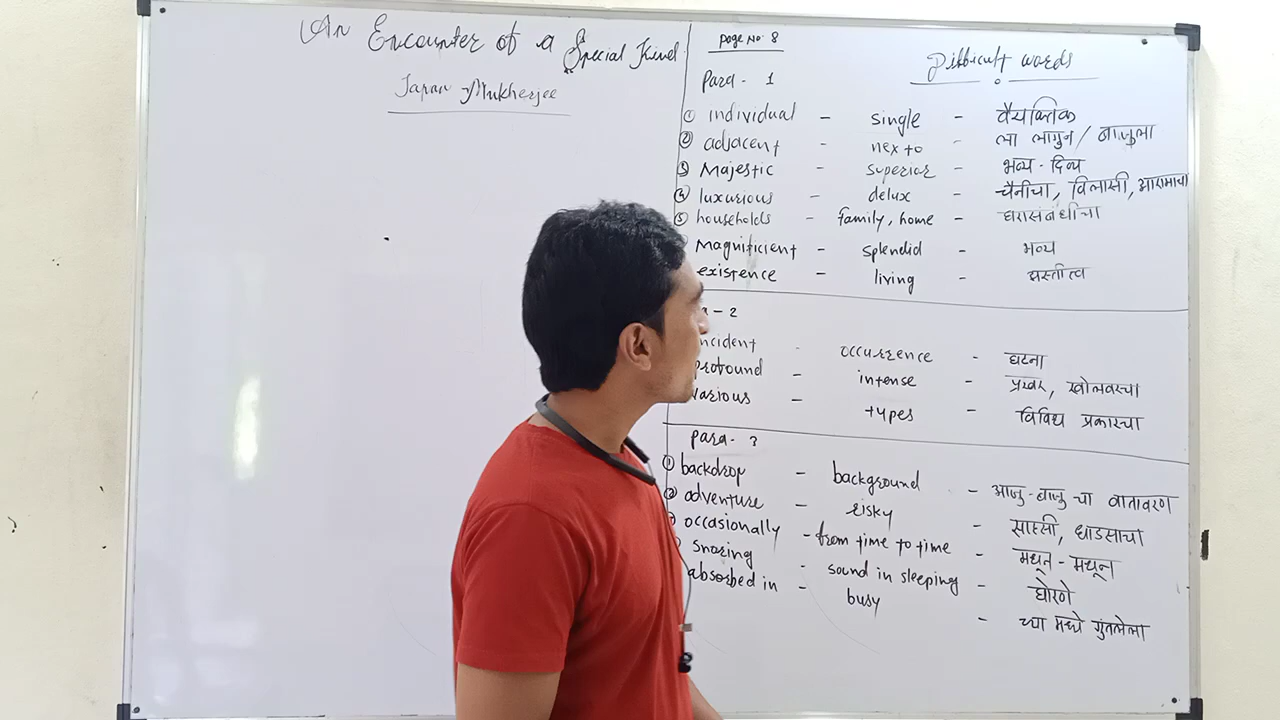 An Encounter of a Special Kind
Tapan Mukherjee
Page No: 8
Difficult words
Para - 1
① individual - single - वैयक्तिक
② adjacent - next to - ला लागुन / बाजुला
③ Majestic - superior - भव्य - दिव्य
④ luxurious - delux - चैनीचा, विलासी, आरामाचा
⑤ households - family, home - घरासंबंधीचा
Magnificient - splendid - भव्य
existence - living - अस्तीत्व
- 2
ncident - occurrence - घटना
profound - intense - प्रखर, खोलवरचा
various - types - विविध प्रकारचा
Para - 3
① backdrop - background - आजु-बाजु चा वातावरण
② adventure - risky - साहसी, धाडसाचा
occasionally - from time to time - मधून - मधून
snoring - sound in sleeping - घोरणे
absorbed in - busy - च्या मध्ये गुंतलेला